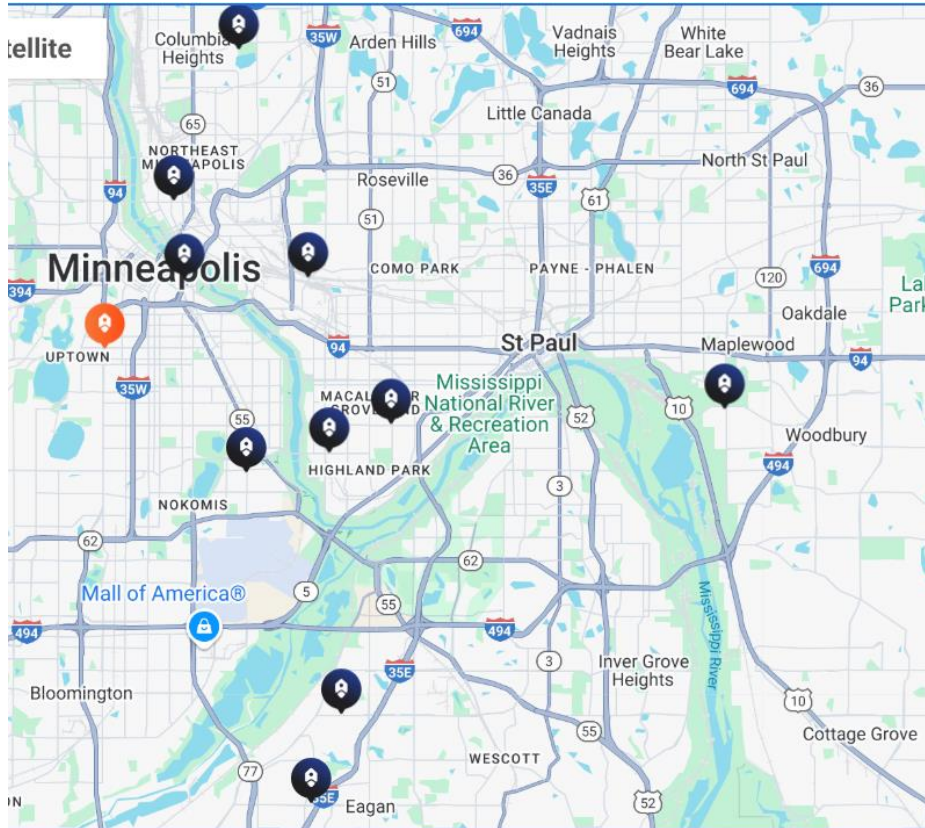 tellite
Columbia
Heights
35W
Arden Hills
694
Vadnais
Heights
White
Bear Lake
51
694
36
Little Canada
65
NORTHEAST
94
Roseville
36
35E
North St Paul
61
51
Minneapolis
COMO PARK
PAYNE - PHALEN
694
120
394
Oakdale
94
St Paul
Maplewood
94
UPTOWN
35W
Mississippi
National River
& Recreation
Area
52
10
55
Woodbury
HIGHLAND PARK
494
3
NOKOMIS
62
62
Mall of America®
5
55
494
494
Mississippi River
3
Inver Grove
Heights
Bloomington
35E
10
55
Cottage Grove
WESCOTT
77
Eagan
52